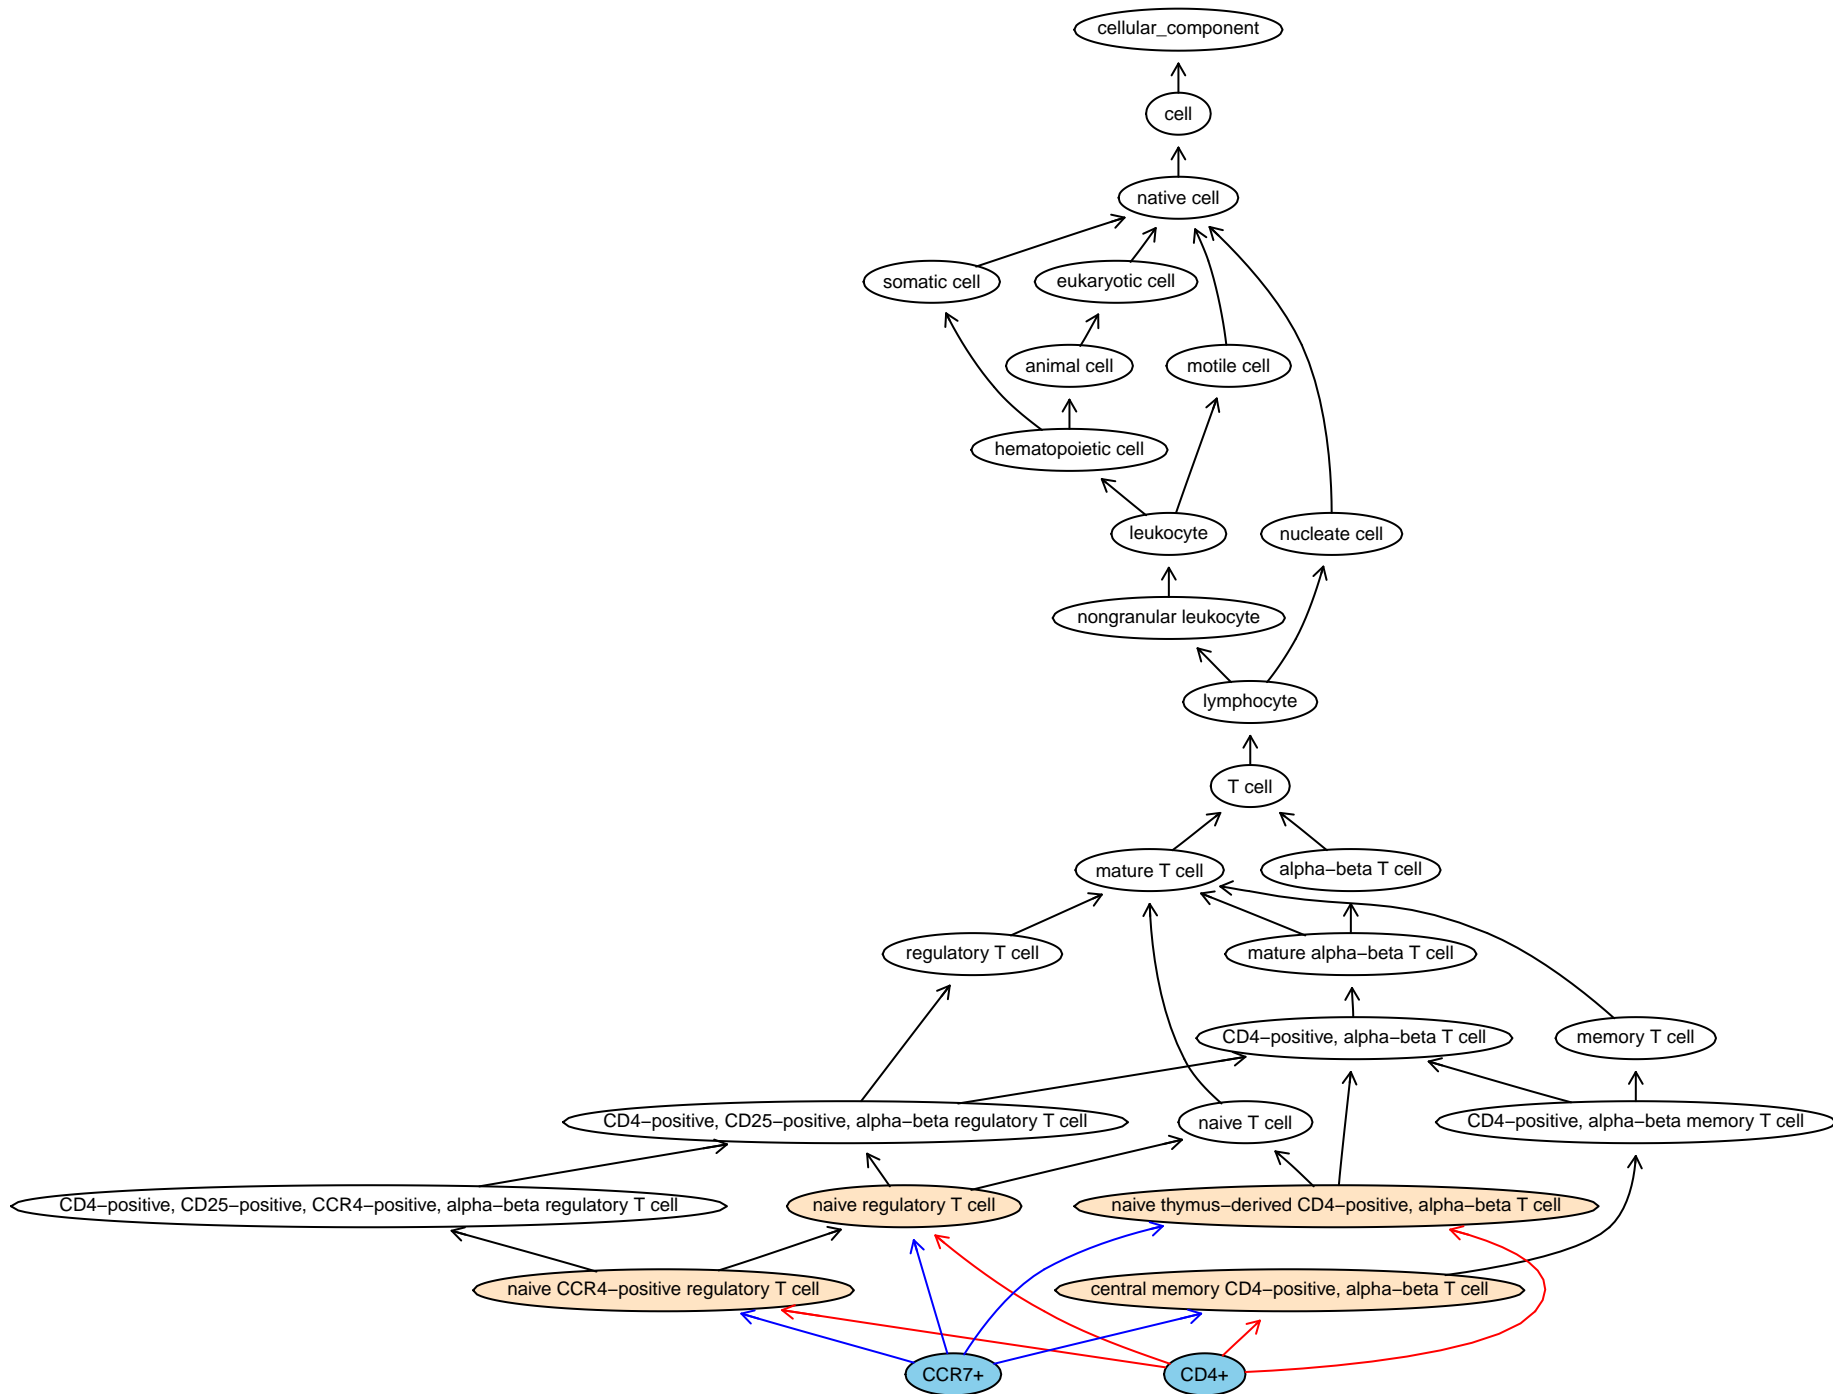 cellular_component
cell
native cell
somatic cell
eukaryotic cell
animal cell
motile cell
hematopoietic cell
leukocyte
nucleate cell
nongranular leukocyte
lymphocyte
T cell
mature T cell
alpha−beta T cell
regulatory T cell
mature alpha−beta T cell
CD4−positive, alpha−beta T cell
memory T cell
CD4−positive, CD25−positive, alpha−beta regulatory T cell
naive T cell
CD4−positive, alpha−beta memory T cell
CD4−positive, CD25−positive, CCR4−positive, alpha−beta regulatory T cell
naive regulatory T cell
naive thymus−derived CD4−positive, alpha−beta T cell
naive CCR4−positive regulatory T cell
central memory CD4−positive, alpha−beta T cell
CCR7+
CD4+